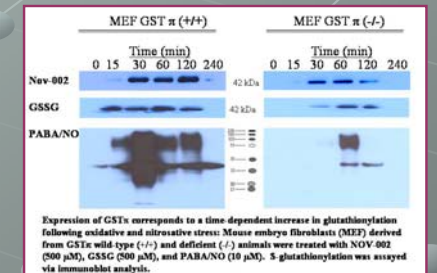 MEF GST π (+/+) MEF GST π (-/-)
Time (min) Time (min)
0 15 30 60 120 240 0 15 30 60 120 240
Nov-002 42 kDa
GSSG 42 kDa
PABA/NO
Expression of GSTπ corresponds to a time-dependent increase in glutathionylation
following oxidative and nitrosative stress: Mouse embryo fibroblasts (MEF) derived
from GSTπ wild-type (+/+) and deficient (-/-) animals were treated with NOV-002
(500 μM), GSSG (500 μM), and PABA/NO (10 μM). S-glutathionylation was assayed
via immunoblot analysis.